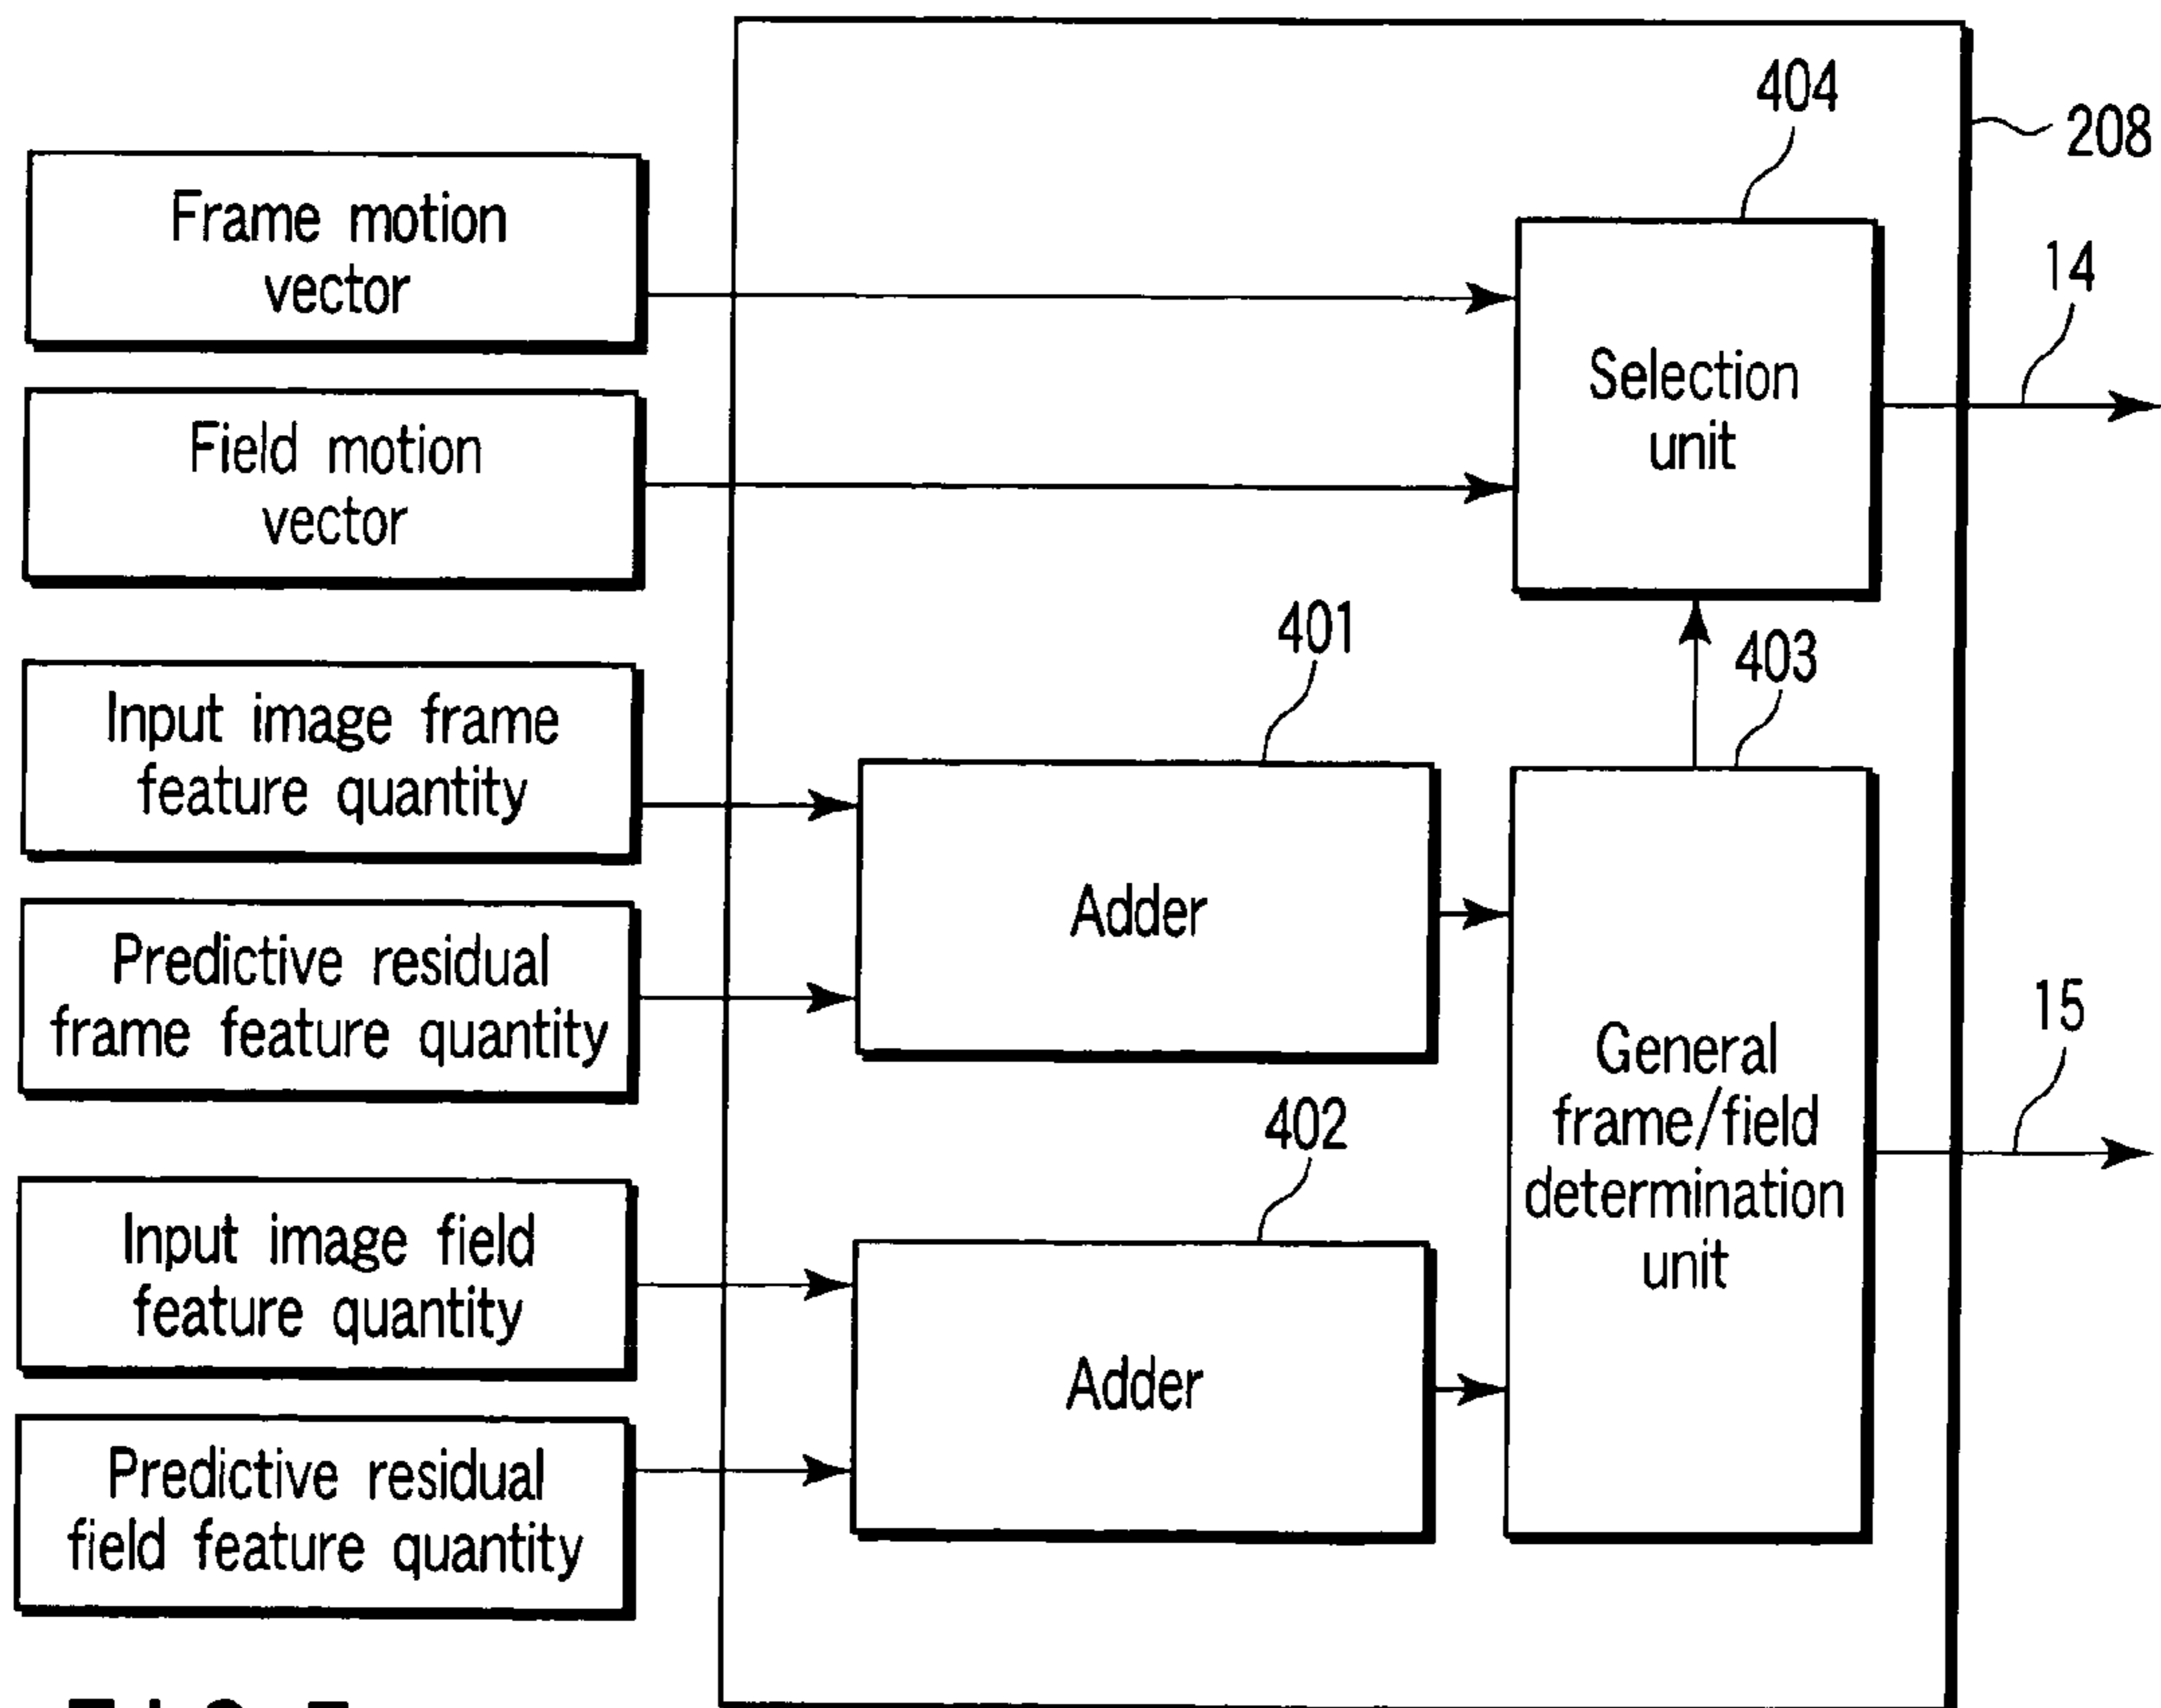 404
208
Frame motion
vector
14
Selection
unit
Field motion
vector
401
403
Input image frame
feature quantity
Adder
Predictive residual
frame feature quantity
15
General
frame/field
determination
unit
402
Input image field
feature quantity
Adder
Predictive residual
field feature quantity